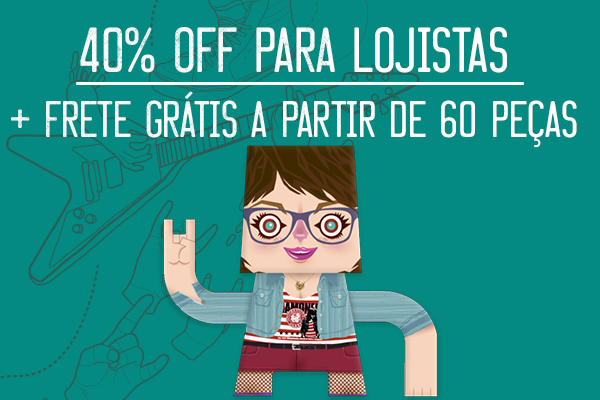 40% OFF PARA LOJISTAS
+ FRETE GRÁTIS A PARTIR DE 60 PEÇAS